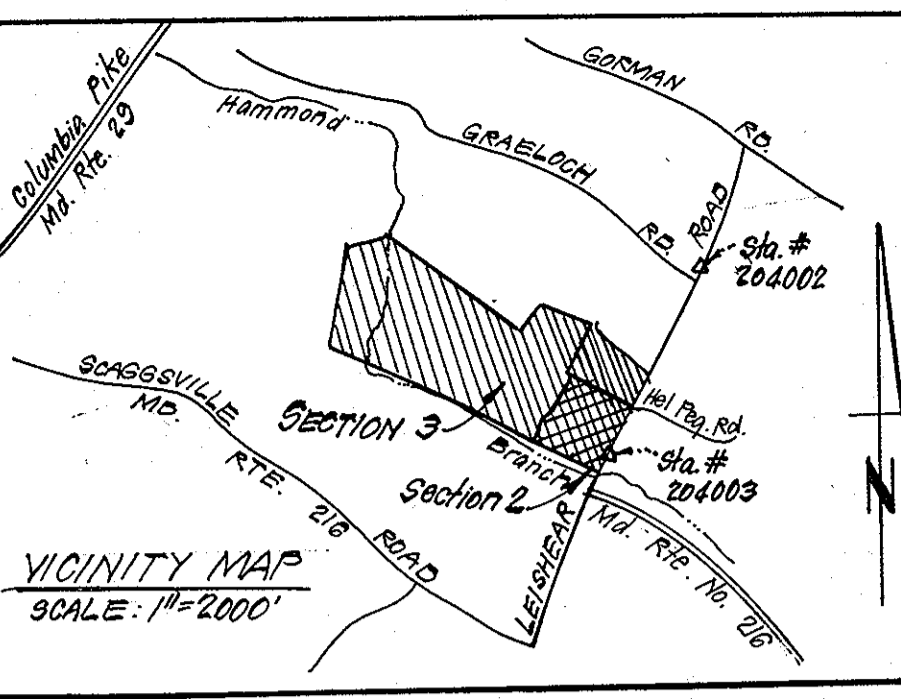 Columbia Pike
Md. Rte. 29
Hammond
GORMAN
RD.
GRAELOCH
RD.
ROAD
Sta. #
204002
SCAGGSVILLE
MD.
RTE.
216
ROAD
SECTION 3
Hel Peq. Rd.
Branch
Section 2
Sta. #
204003
LEISHEAR
Md. Rte. No. 216
N
VICINITY MAP
SCALE: 1"=2000'